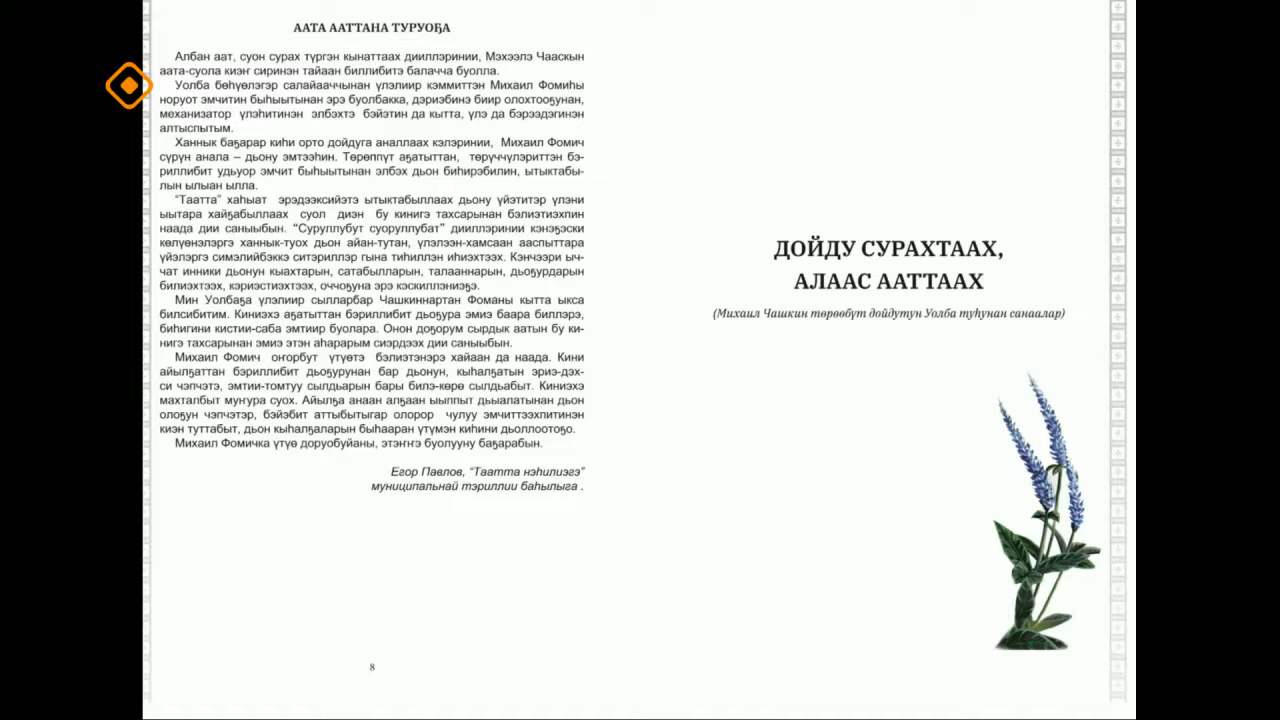 ААТА ААТТАНА ТУРУОҔА
Албан аат, суон сурах түргэн кынаттаах дииллэринии, Мэхээлэ Чааскын
аата-суола киэҥ сиринэн тайаан биллибитэ балачча буолла.
Уолба бөһүөлэгэр салайааччынан үлэлиир кэммиттэн Михаил Фомиһы
норуот эмчитин быһыытынан эрэ буолбакка, дэриэбинэ биир олохтооҕунан,
механизатор үлэһитинэн элбэхтэ бэйэтин да кытта, үлэ да бэрээдэгинэн
алтыспытым.
Ханнык баҕарар киһи орто дойдуга аналлаах кэлэринии, Михаил Фомич
сүрүн анала – дьону эмтээһин. Төрөппүт аҕатыттан, төрүччүлэриттэн бэ-
риллибит удьуор эмчит быһыытынан элбэх дьон биһирэбилин, ытыктабы-
лын ылыан ылла.
“Таатта” хаһыат эрэдээксийэтэ ытыктабыллаах дьону үйэтитэр үлэни
ыытара хайҕабыллаах суол диэн бу кинигэ тахсарынан бэлиэтиэхпин
наада дии саныыбын. “Суруллубут суоруллубат” дииллэринии кэнэҕэски
көлүөнэлэргэ ханнык-туох дьон айан-тутан, үлэлээн-хамсаан ааспыттара
үйэлэргэ симэлийбэккэ ситэриллэр гына тиһиллэн иһиэхтээх. Кэнчээри ыч-
чат инники дьонун кыахтарын, сатабылларын, талааннарын, дьоҕурдарын
билиэхтээх, кэриэстиэхтээх, оччоҕуна эрэ кэскиллэниэҕэ.
Мин Уолбаҕа үлэлиир сылларбар Чашкиннартан Фоманы кытта ыкса
билсибитим. Киниэхэ аҕатыттан бэриллибит дьоҕура эмиэ баара биллэрэ,
биһигини кистии-саба эмтиир буолара. Онон доҕорум сырдык аатын бу ки-
нигэ тахсарынан эмиэ этэн аһарарым сиэрдээх дии саныыбын.
Михаил Фомич оҥорбут үтүөтэ бэлиэтэнэрэ хайаан да наада. Кини
айылҕаттан бэриллибит дьоҕурунан бар дьонун, кыһалҕатын эриэ-дэх-
си чэпчэтэ, эмтии-томтуу сылдьарын бары билэ-көрө сылдьабыт. Киниэхэ
махталбыт муҥура суох. Айылҕа анаан алҕаан ыыппыт дьыалатынан дьон
олоҕун чэпчэтэр, бэйэбит аттыбытыгар олорор чулуу эмчиттээхпитинэн
киэн туттабыт, дьон кыһалҕаларын быһааран үтүмэн киһини дьоллоотоҕо.
Михаил Фомичка үтүө доруобуйаны, этэҥҥэ буолууну баҕарабын.
Егор Павлов, “Таатта нэһилиэгэ”
муниципальнай тэриллии баһылыга .
8
ДОЙДУ СУРАХТААХ,
АЛААС ААТТААХ
(Михаил Чашкин төрөөбүт дойдутун Уолба туһунан санаалар)